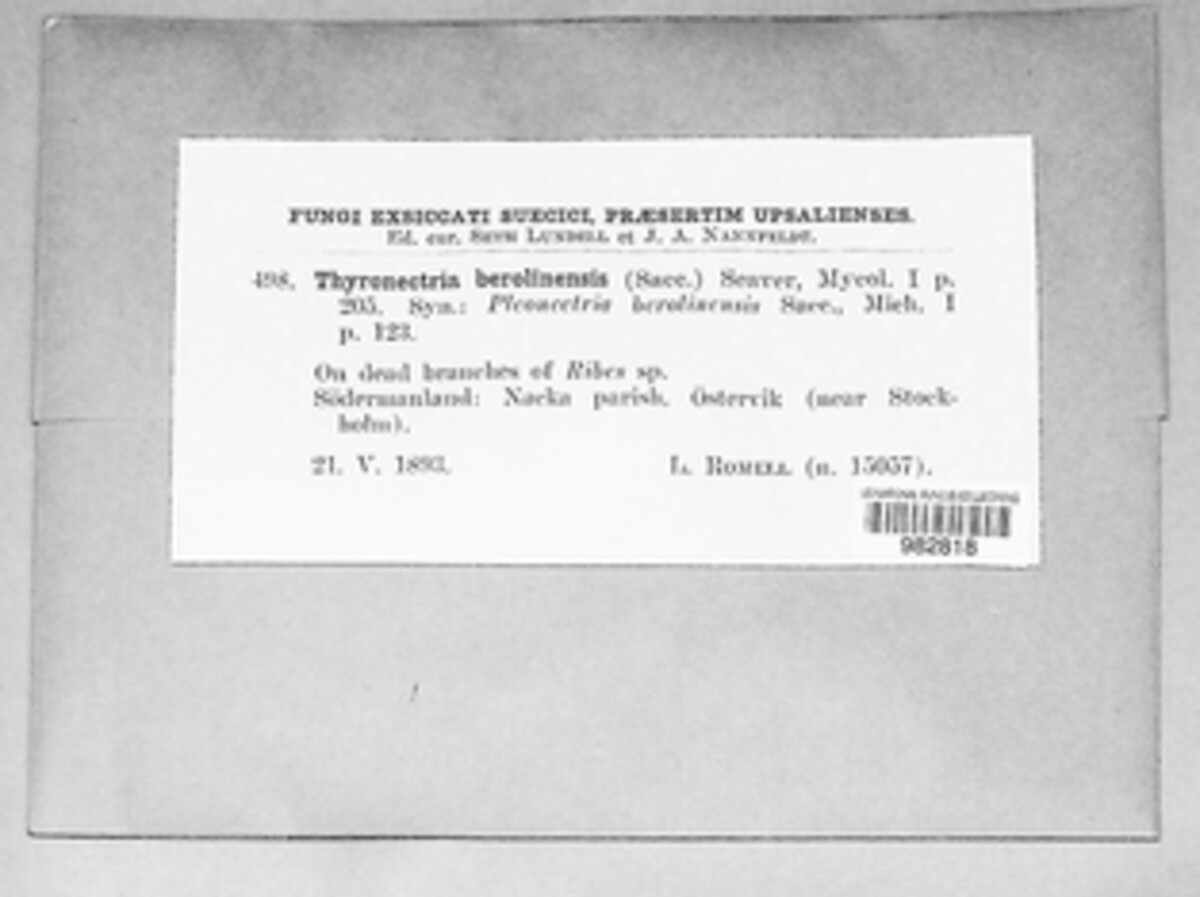 FUNGI EXSICCATI SUECICI, PRÆSERTIM UPSALIENSES.
Ed. cur. SETH LUNDELL et J. A. NANNFELDT.
498. Thyronectria berolinensis (Sacc.) Seaver, Mycol. I p.
205. Syn.: Pleonectria berolinensis Sacc., Mich. I
p. 123.
On dead branches of Ribes sp.
Södermanland: Nacka parish, Östervik (near Stock-
holm).
21. V. 1893.
L. ROMELL (n. 15057).
982818